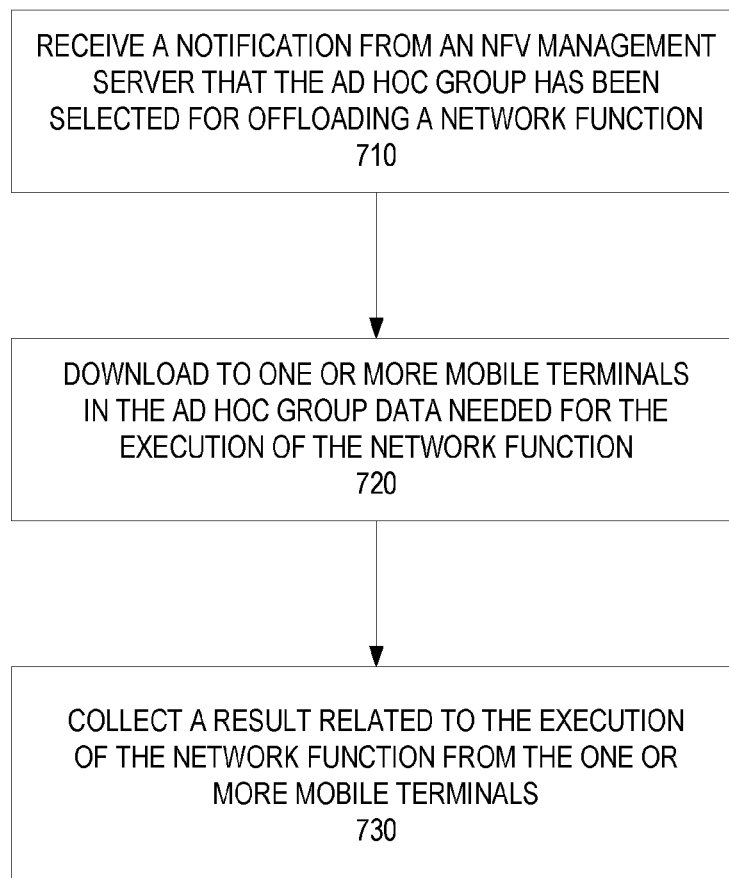 RECEIVE A NOTIFICATION FROM AN NFV MANAGEMENT
SERVER THAT THE AD HOC GROUP HAS BEEN
SELECTED FOR OFFLOADING A NETWORK FUNCTION
710
DOWNLOAD TO ONE OR MORE MOBILE TERMINALS
IN THE AD HOC GROUP DATA NEEDED FOR THE
EXECUTION OF THE NETWORK FUNCTION
720
COLLECT A RESULT RELATED TO THE EXECUTION
OF THE NETWORK FUNCTION FROM THE ONE OR
MORE MOBILE TERMINALS
730